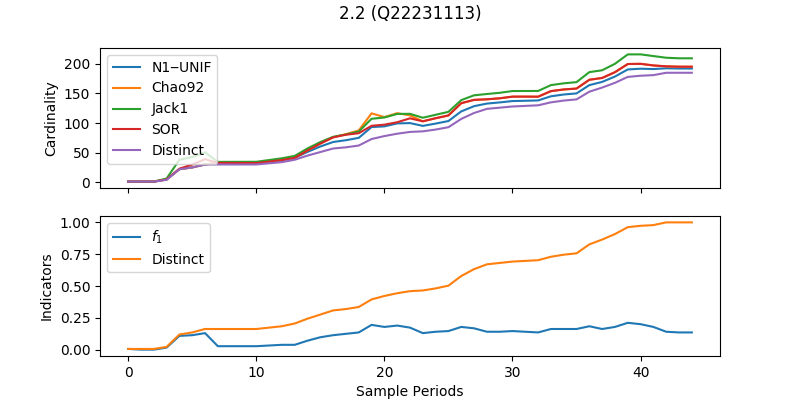 2.2 (Q22231113)
Cardinality
200
150
100
50
0
N1−UNIF
Chao92
Jack1
SOR
Distinct
Indicators
1.00
0.75
0.50
0.25
0.00
f1
Distinct
0 10 20 30 40
Sample Periods